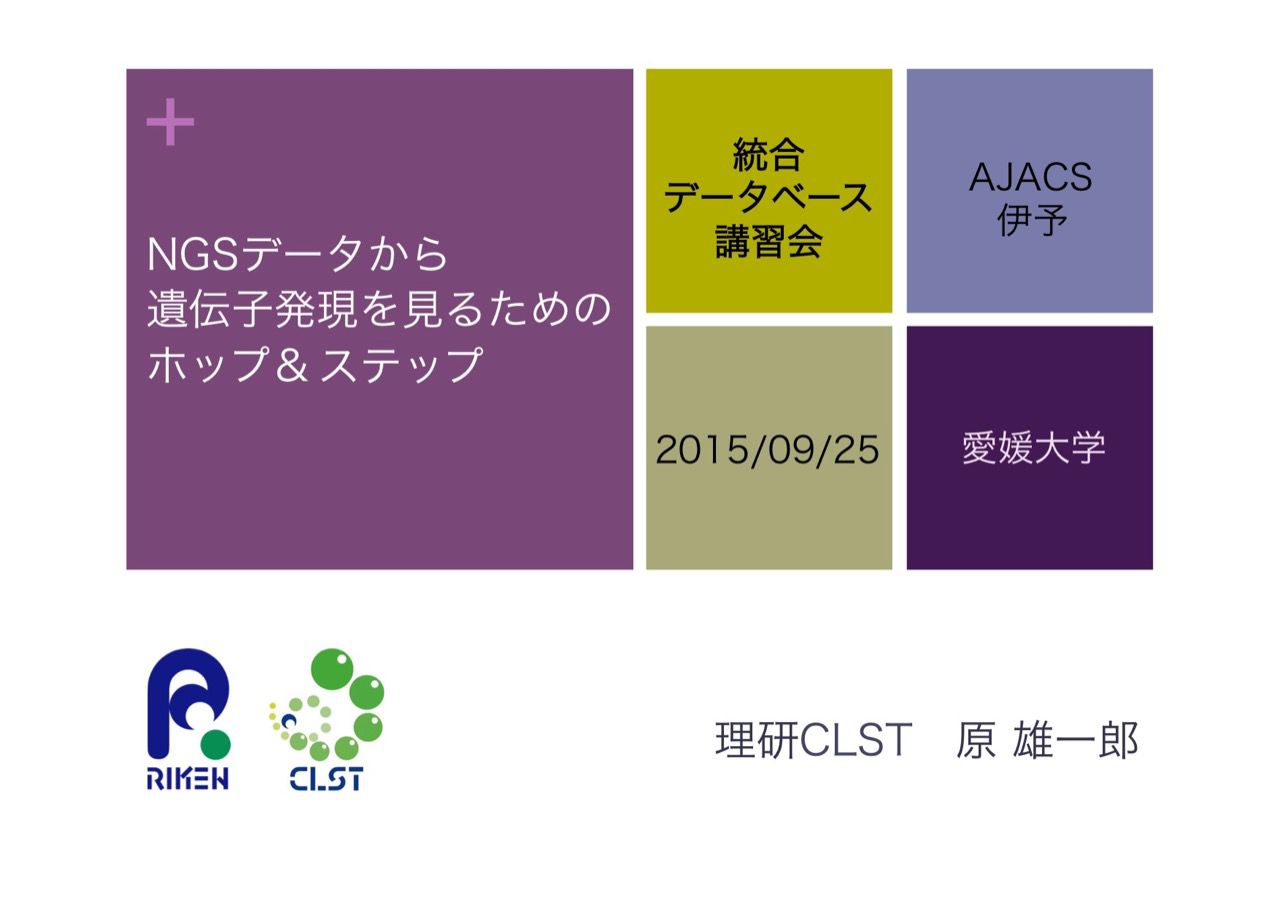 +
NGSデータから
遺伝子発現を見るための
ホップ＆ステップ
統合
データベース
講習会
AJACS
伊予
2015/09/25
愛媛大学
RIKEN
CLST
理研CLST　原 雄一郎